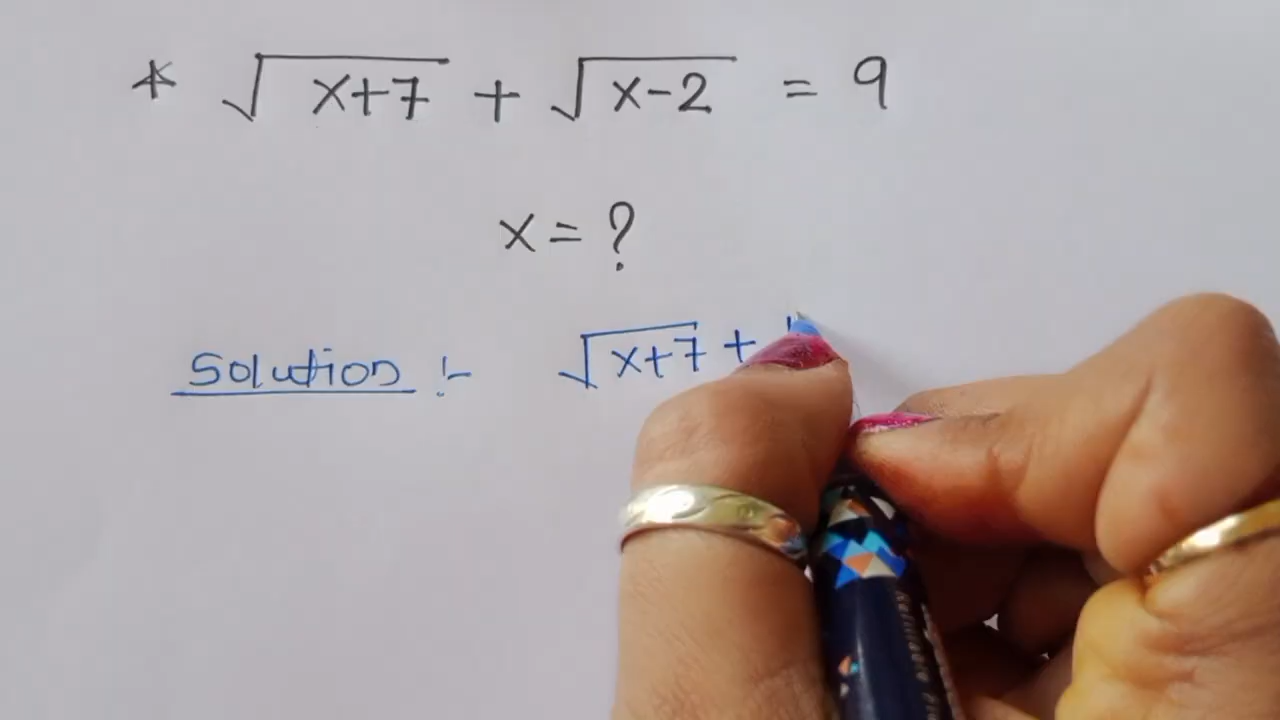 * √(x+7) + √(x-2) = 9
x = ?
Solution :- √(x+7) +